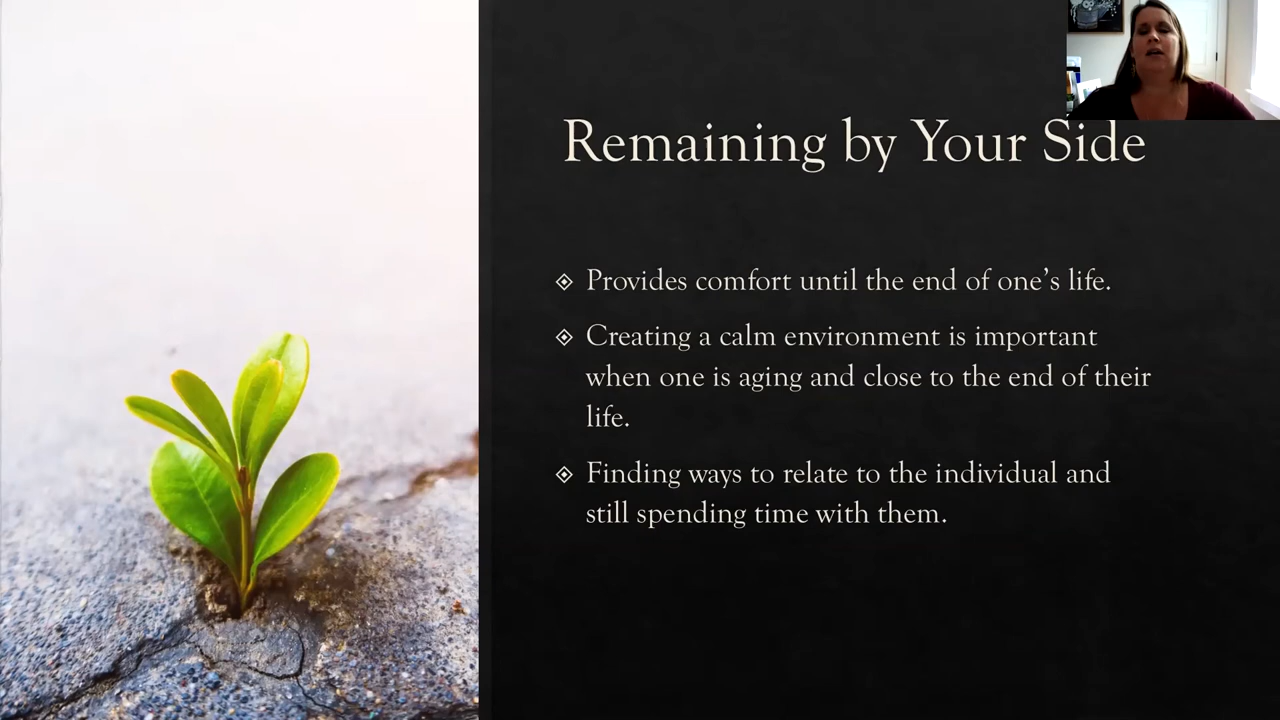 Remaining by Your Side
Provides comfort until the end of one’s life.
Creating a calm environment is important
when one is aging and close to the end of their
life.
Finding ways to relate to the individual and
still spending time with them.